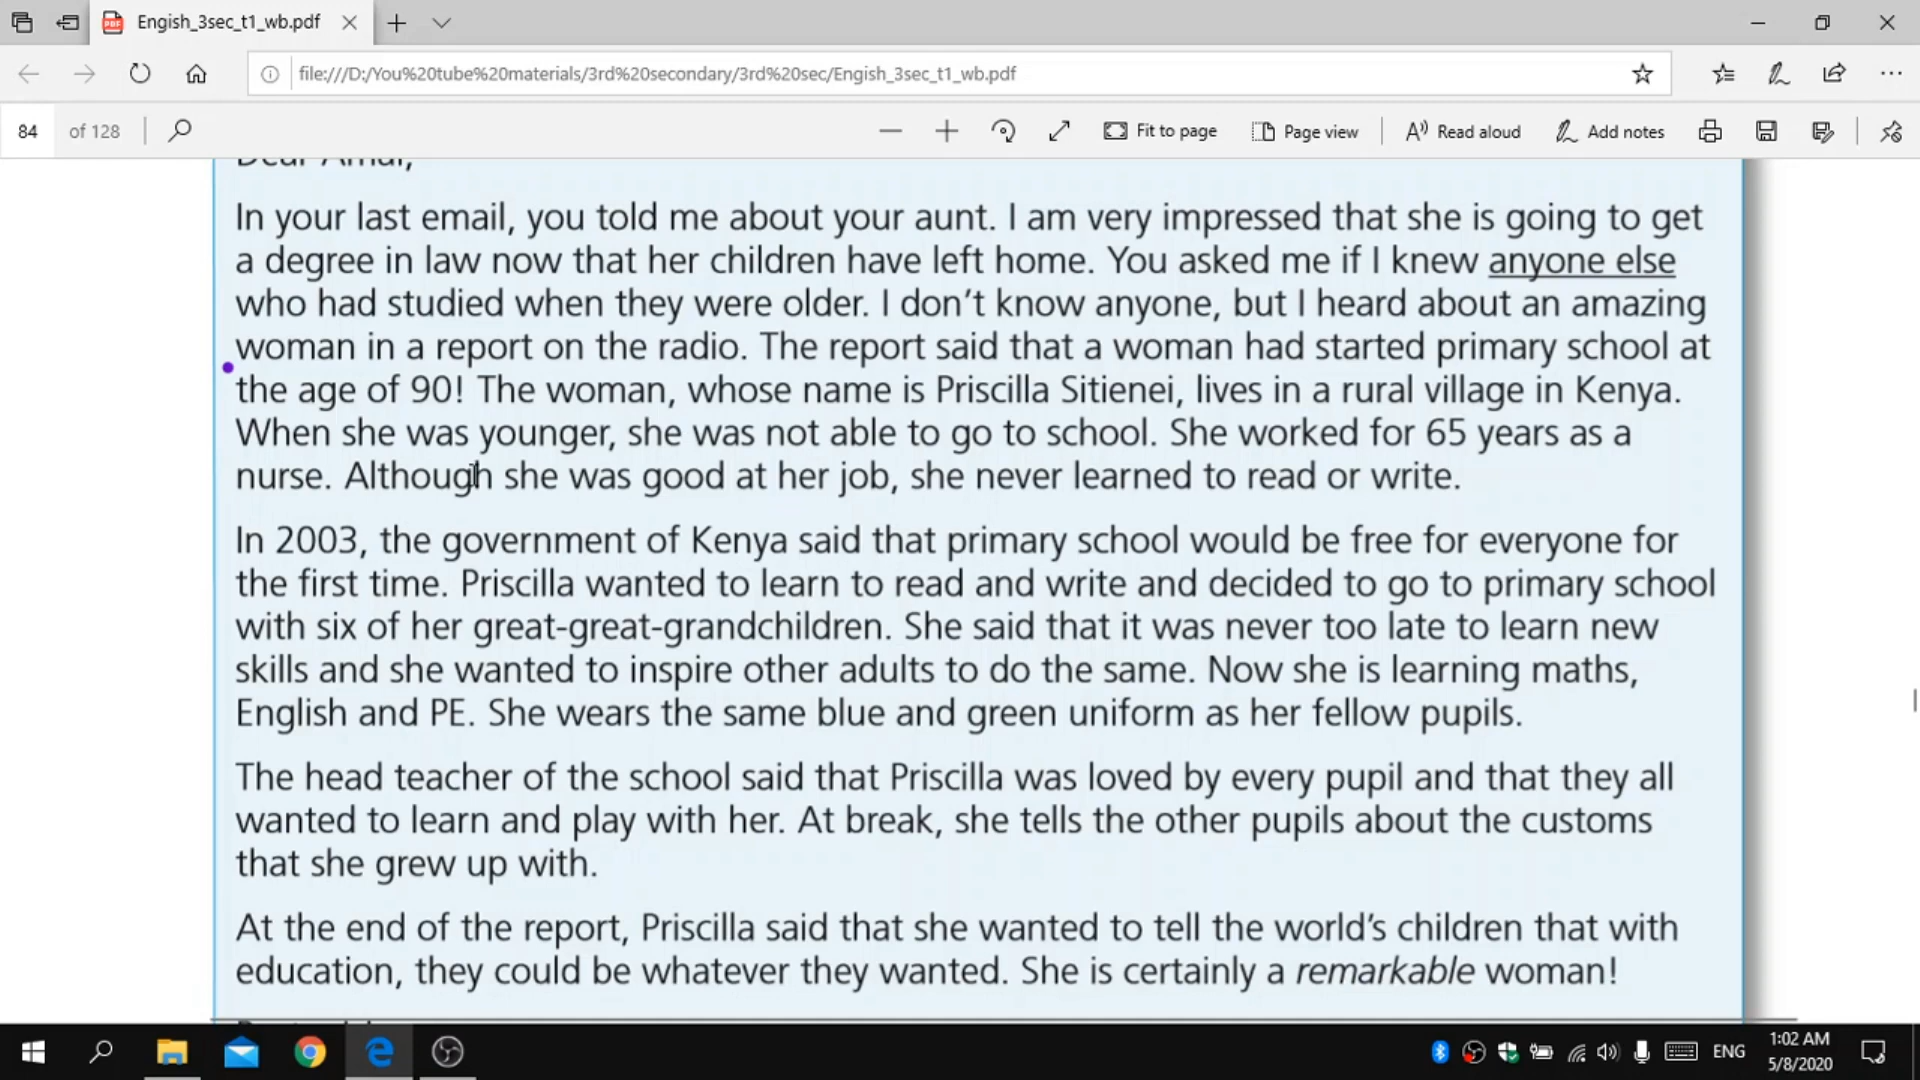 Engish_3sec_t1_wb.pdf
file:///D:/You%20tube%20materials/3rd%20secondary/3rd%20sec/Engish_3sec_t1_wb.pdf
84 of 128 Fit to page Page view Read aloud Add notes
Dear Amal,
In your last email, you told me about your aunt. I am very impressed that she is going to get
a degree in law now that her children have left home. You asked me if I knew anyone else
who had studied when they were older. I don't know anyone, but I heard about an amazing
woman in a report on the radio. The report said that a woman had started primary school at
the age of 90! The woman, whose name is Priscilla Sitienei, lives in a rural village in Kenya.
When she was younger, she was not able to go to school. She worked for 65 years as a
nurse. Although she was good at her job, she never learned to read or write.
In 2003, the government of Kenya said that primary school would be free for everyone for
the first time. Priscilla wanted to learn to read and write and decided to go to primary school
with six of her great-great-grandchildren. She said that it was never too late to learn new
skills and she wanted to inspire other adults to do the same. Now she is learning maths,
English and PE. She wears the same blue and green uniform as her fellow pupils.
The head teacher of the school said that Priscilla was loved by every pupil and that they all
wanted to learn and play with her. At break, she tells the other pupils about the customs
that she grew up with.
At the end of the report, Priscilla said that she wanted to tell the world's children that with
education, they could be whatever they wanted. She is certainly a remarkable woman!
ENG
1:02 AM
5/8/2020